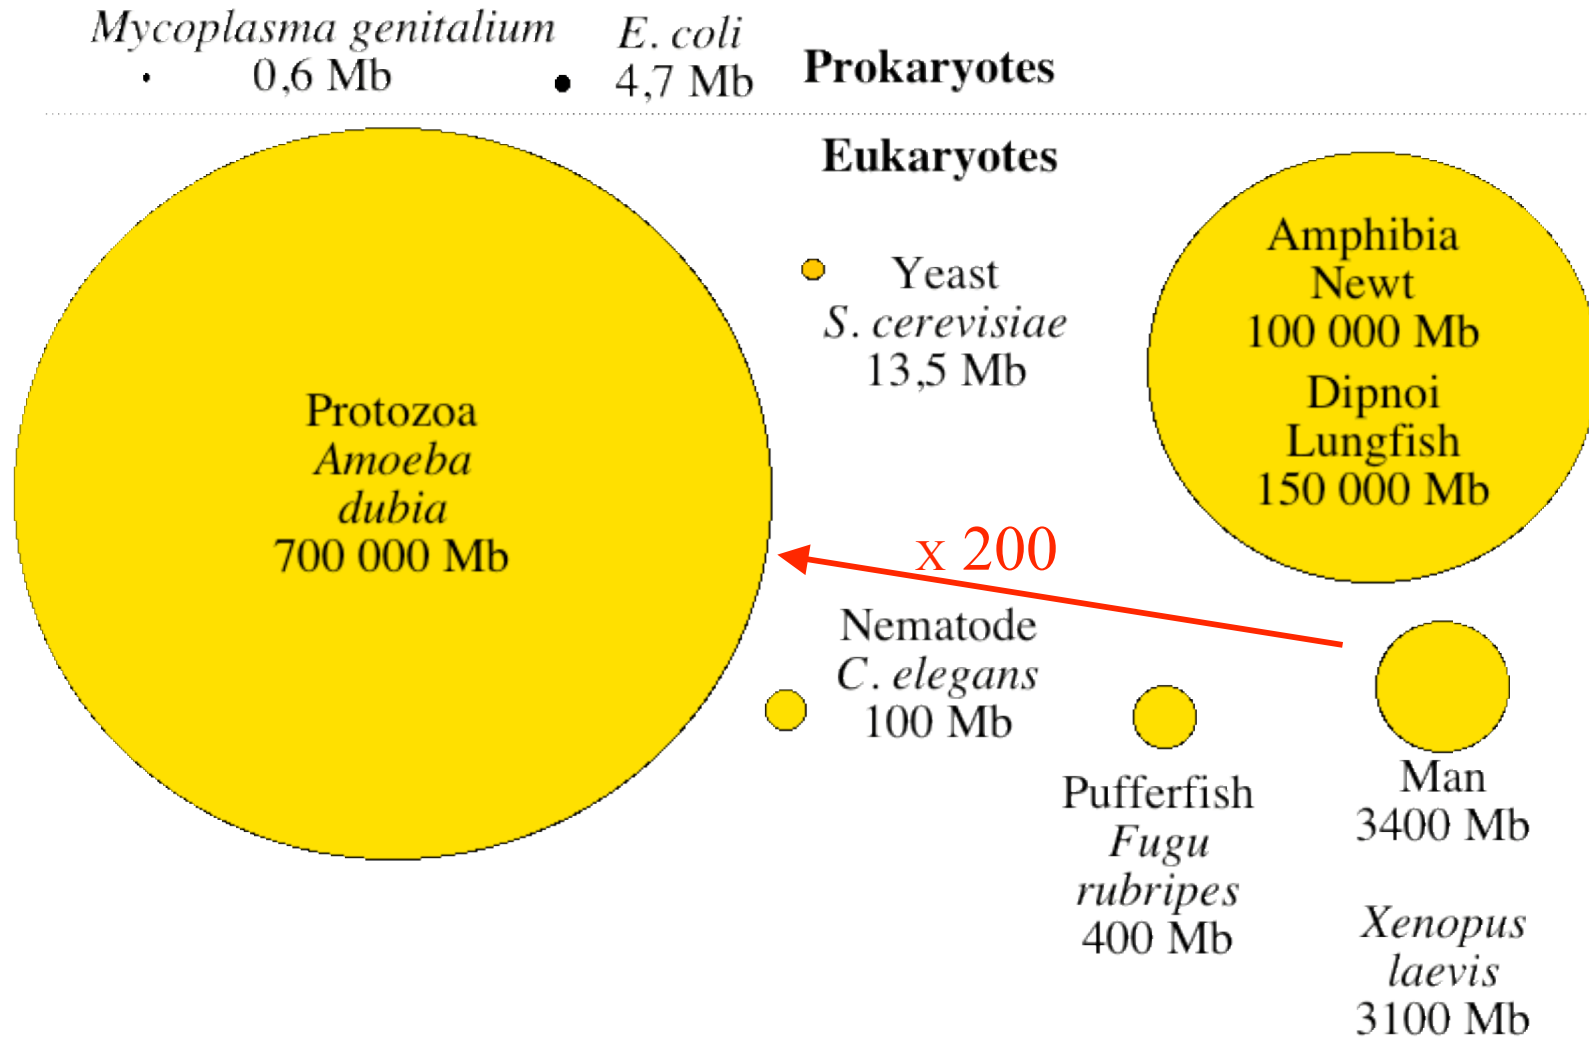 Mycoplasma genitalium
0,6 Mb
E. coli
4,7 Mb
Prokaryotes
Eukaryotes
Protozoa
Amoeba
dubia
700 000 Mb
Yeast
S. cerevisiae
13,5 Mb
Amphibia
Newt
100 000 Mb
Dipnoi
Lungfish
150 000 Mb
x 200
Nematode
C. elegans
100 Mb
Pufferfish
Fugu
rubripes
400 Mb
Man
3400 Mb
Xenopus
laevis
3100 Mb